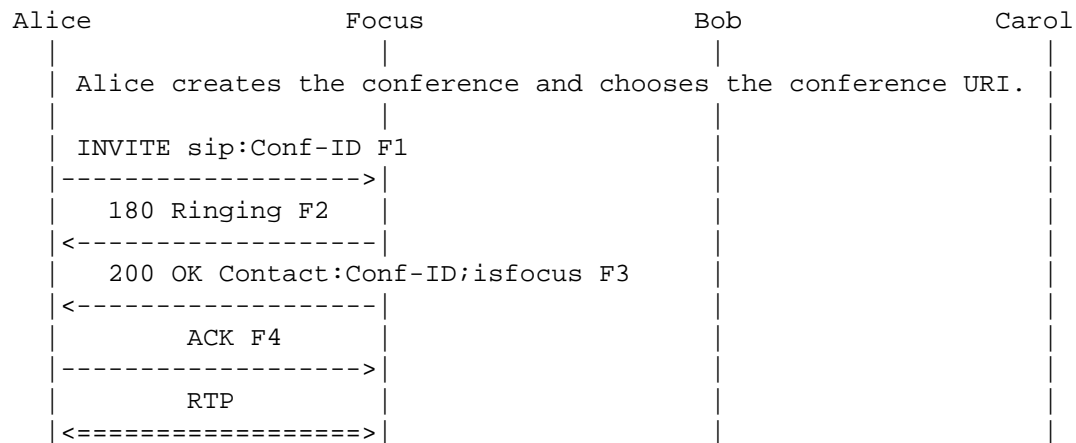 Alice Focus Bob Carol
Alice creates the conference and chooses the conference URI.
INVITE sip:Conf-ID F1
180 Ringing F2
200 OK Contact:Conf-ID;isfocus F3
ACK F4
RTP